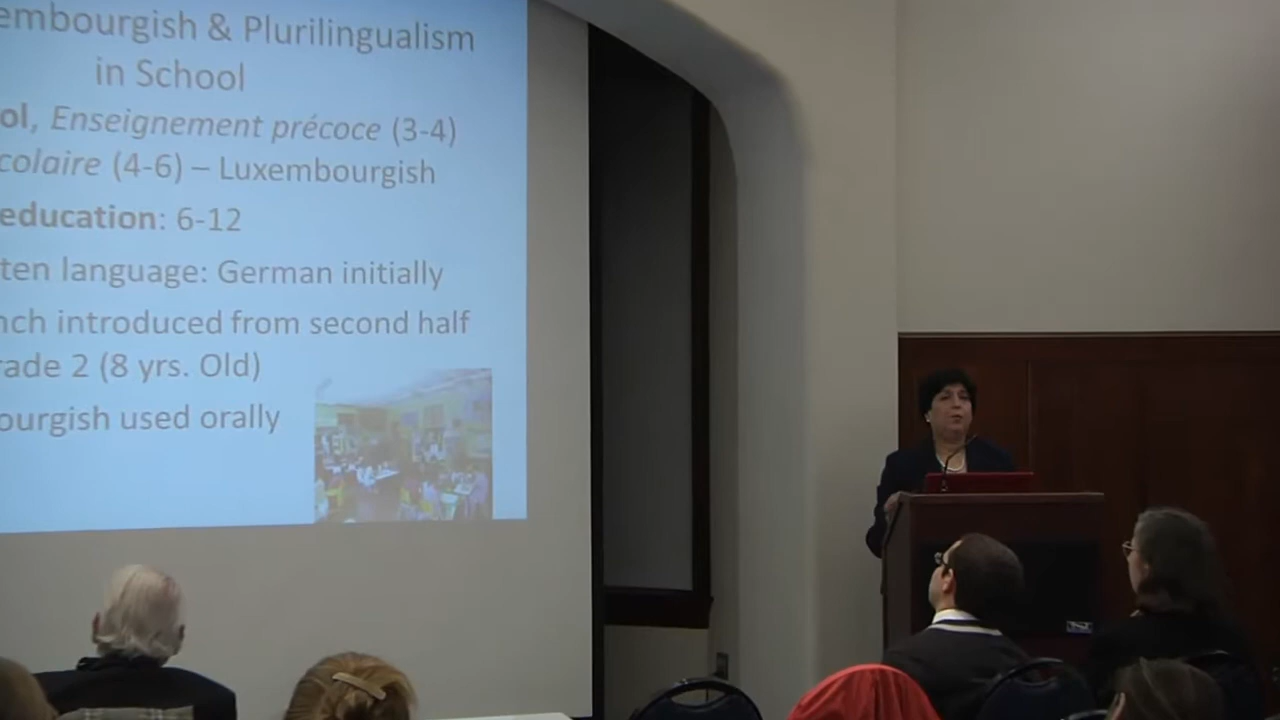 embourgish & Plurilingualism
in School
ol, Enseignement précoce (3-4)
colaire (4-6) – Luxembourgish
education: 6-12
ten language: German initially
nch introduced from second half
rade 2 (8 yrs. Old)
ourgish used orally